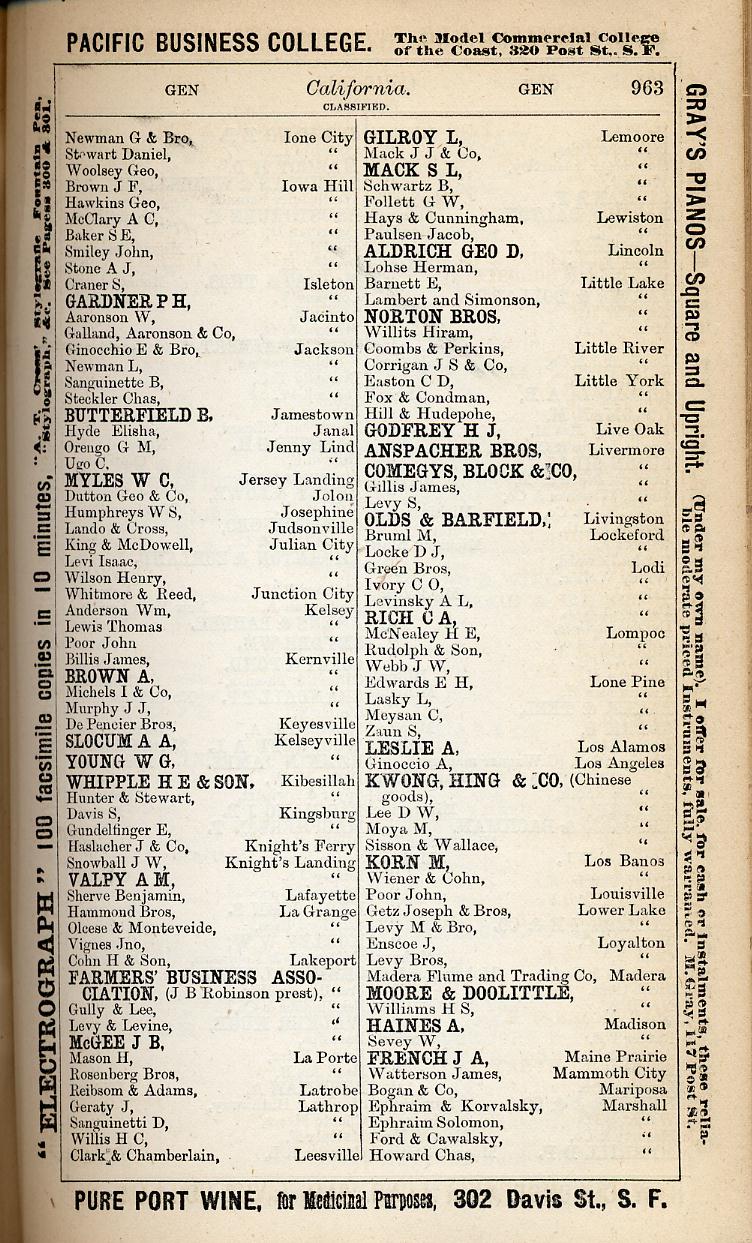 PACIFIC BUSINESS COLLEGE. The Model Commercial College
of the Coast, 320 Post St., S. F.
GEN California. GEN 963
CLASSIFIED.
Newman G & Bro, Ione City
Stewart Daniel, “
Woolsey Geo, “
Brown J F, Iowa Hill
Hawkins Geo, “
McClary A C, “
Baker S E, “
Smiley John, “
Stone A J, “
Craner S, Isleton
GARDNER P H, “
Aaronson W, Jacinto
Galland, Aaronson & Co, “
Ginocchio E & Bro, Jackson
Newman L, “
Sanguinette B, “
Steckler Chas, “
BUTTERFIELD B, Jamestown
Hyde Elisha, Janal
Orengo G M, Jenny Lind
Ugo C, “
MYLES W C, Jersey Landing
Dutton Geo & Co, Jolon
Humphreys W S, Josephine
Lando & Cross, Judsonville
King & McDowell, Julian City
Levi Isaac, “
Wilson Henry, “
Whitmore & Reed, Junction City
Anderson Wm, Kelsey
Lewis Thomas “
Poor John “
Billis James, Kernville
BROWN A, “
Michels I & Co, “
Murphy J J, “
De Pencier Bros, Keyesville
SLOCUM A A, Kelseyville
YOUNG W G, “
WHIPPLE H E & SON, Kibesillah
Hunter & Stewart, “
Davis S, Kingsburg
Gundelfinger E, “
Haslacher J & Co, Knight's Ferry
Snowball J W, Knight's Landing
VALPY A M, “
Sherve Benjamin, Lafayette
Hammond Bros, La Grange
Olcese & Monteveide, “
Vignes Jno, “
Cohn H & Son, Lakeport
FARMERS' BUSINESS ASSO-
CIATION, (J B Robinson prest), “
Gully & Lee, “
Levy & Levine, “
McGEE J B, “
Mason H, La Porte
Rosenberg Bros, “
Reibsom & Adams, Latrobe
Geraty J, Lathrop
Sanguinetti D, “
Willis H C, “
Clark & Chamberlain, Leesville
GILROY L, Lemoore
Mack J J & Co, “
MACK S L, “
Schwartz B, “
Follett G W, “
Hays & Cunningham, Lewiston
Paulsen Jacob, “
ALDRICH GEO D, Lincoln
Lohse Herman, “
Barnett E, Little Lake
Lambert and Simonson, “
NORTON BROS, “
Willits Hiram, “
Coombs & Perkins, Little River
Corrigan J S & Co, “
Easton C D, Little York
Fox & Condman, “
Hill & Hudepohe, “
GODFREY H J, Live Oak
ANSPACHER BROS, Livermore
COMEGYS, BLOCK & CO, “
Gillis James, “
Levy S, “
OLDS & BARFIELD, Livingston
Bruml M, Lockeford
Locke D J, “
Green Bros, Lodi
Ivory C O, “
Levinsky A L, “
RICH C A, “
McNealey H E, Lompoc
Rudolph & Son, “
Webb J W, “
Edwards E H, Lone Pine
Lasky L, “
Meysan C, “
Zaun S, “
LESLIE A, Los Alamos
Ginoccio A, Los Angeles
KWONG, HING & CO, (Chinese
goods), “
Lee D W, “
Moya M, “
Sisson & Wallace, “
KORN M, Los Banos
Wiener & Cohn, “
Poor John, Louisville
Getz Joseph & Bros, Lower Lake
Levy M & Bro, “
Enscoe J, Loyalton
Levy Bros, “
Madera Flume and Trading Co, Madera
MOORE & DOOLITTLE, “
Williams H S, “
HAINES A, Madison
Sevey W, “
FRENCH J A, Maine Prairie
Watterson James, Mammoth City
Bogan & Co, Mariposa
Ephraim & Korvalsky, Marshall
Ephraim Solomon, “
Ford & Cawalsky, “
Howard Chas, “
“ELECTROGRAPH” 100 facsimile copies in 10 minutes, “A. T. Cross' Stylografic Fountain Pen,
“Stylograph,” &c. See Pages 300 & 301.
GRAY'S PIANOS—Square and Upright. (Under my own name). I offer for sale, for cash or instalments, these relia-
ble moderate priced Instruments, fully warranted. M. Gray, 117 Post St.
PURE PORT WINE, for Medicinal Purposes, 302 Davis St., S. F.